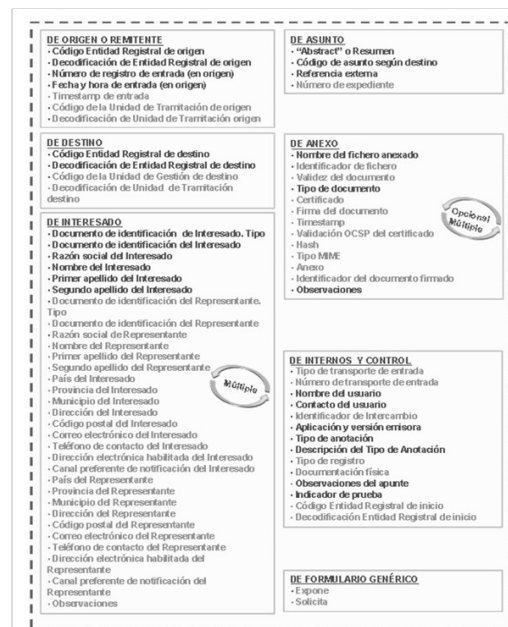 DE ORIGEN O REMITENTE
- Código Entidad Registral de origen
- Decodificación de Entidad Registral de origen
- Número de registro de entrada (en origen)
- Fecha y hora de entrada (en origen)
- Timestamp de entrada
- Código de la Unidad de Tramitación de origen
- Decodificación de Unidad de Tramitación origen
DE DESTINO
- Código Entidad Registral de destino
- Decodificación de Entidad Registral de destino
- Código de la Unidad de Gestión de destino
- Decodificación de Unidad de Tramitación
destino
DE INTERESADO
- Documento de identificación de Interesado. Tipo
- Documento de identificación del Interesado
- Razón social del Interesado
- Nombre del Interesado
- Primer apellido del Interesado
- Segundo apellido del Interesado
- Documento de identificación del Representante.
Tipo
- Documento de identificación del Representante
- Razón social de Representante
- Nombre del Representante
- Primer apellido del Representante
- Segundo apellido del Representante
- País del Interesado
- Provincia del Interesado
- Municipio del Interesado
- Dirección del Interesado
- Código postal del Interesado
- Correo electrónico del Interesado
- Teléfono de contacto del Interesado
- Dirección electrónica habilitada del Interesado
- Canal preferente de notificación del Interesado
- País del Representante
- Provincia del Representante
- Municipio del Representante
- Dirección del Representante
- Código postal del Representante
- Correo electrónico del Representante
- Teléfono de contacto del Representante
- Dirección electrónica habilitada del
Representante
- Canal preferente de notificación del
Representante
- Observaciones
Múltiple
DE ASUNTO
- “Abstract” o Resumen
- Código de asunto según destino
- Referencia externa
- Número de expediente
DE ANEXO
- Nombre del fichero anexado
- Identificador de fichero
- Validez del documento
- Tipo de documento
- Certificado
- Firma del documento
- Timestamp
- Validación OCSP del certificado
- Hash
- Tipo MIME
- Anexo
- Identificador del documento firmado
- Observaciones
Opcional
Múltiple
DE INTERNOS Y CONTROL
- Tipo de transporte de entrada
- Número de transporte de entrada
- Nombre del usuario
- Contacto del usuario
- Identificador de Intercambio
- Aplicación y versión emisora
- Tipo de anotación
- Descripción del Tipo de Anotación
- Tipo de registro
- Documentación física
- Observaciones del apunte
- Indicador de prueba
- Código Entidad Registral de inicio
- Decodificación Entidad Registral de inicio
DE FORMULARIO GENÉRICO
- Expone
- Solicita